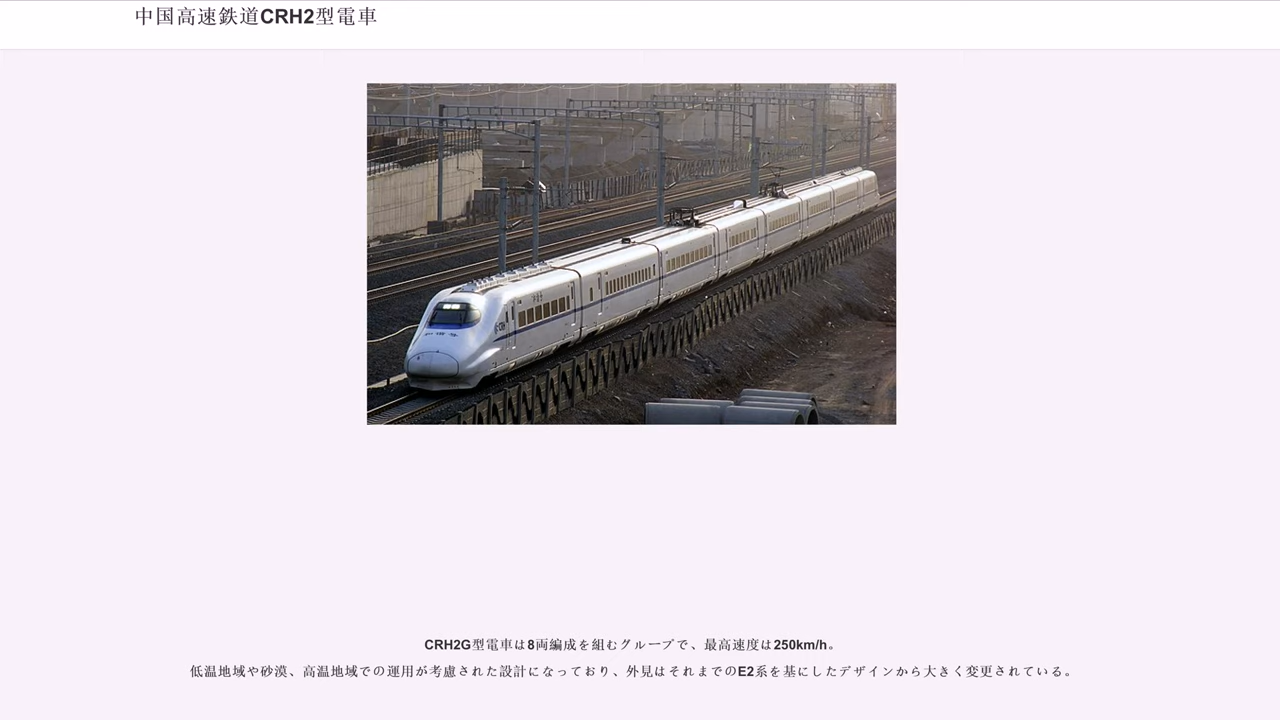 中国高速鉄道CRH2型電車
CRH2G型電車は8両編成を組むグループで、最高速度は250km/h。
低温地域や砂漠、高温地域での運用が考慮された設計になっており、外見はそれまでのE2系を基にしたデザインから大きく変更されている。